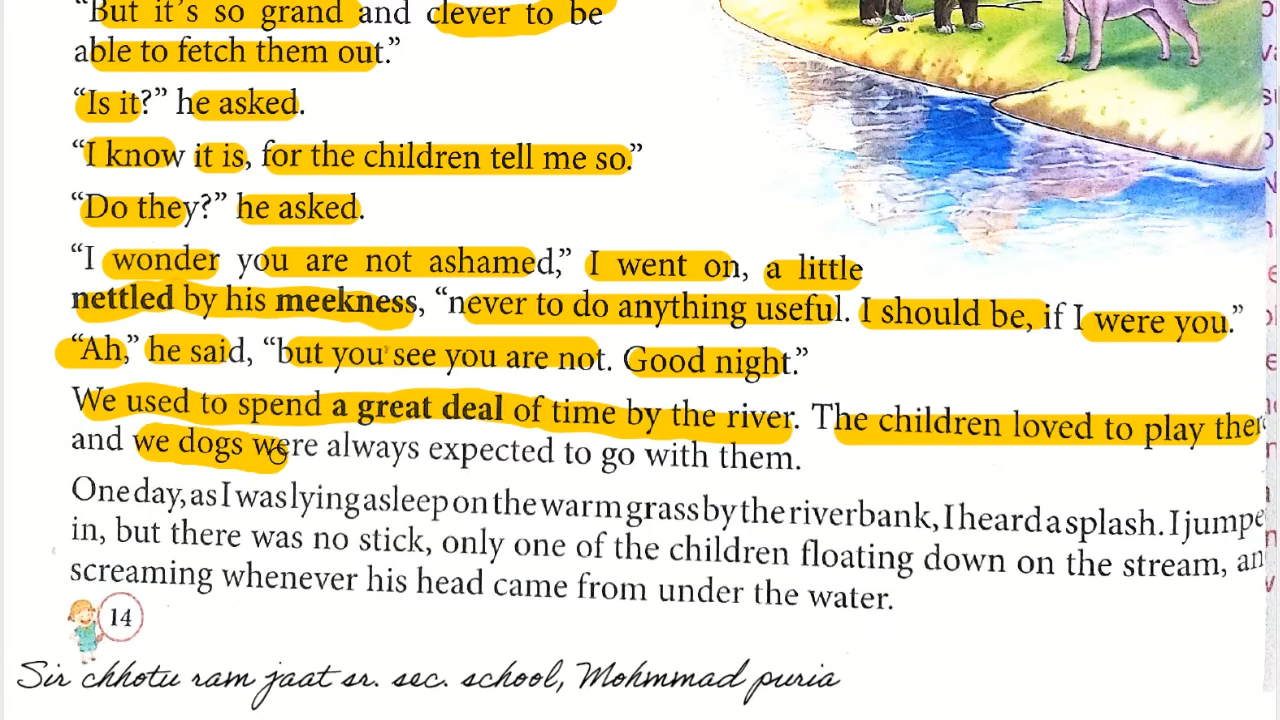 “But it’s so grand and clever to be
able to fetch them out.”
“Is it?” he asked.
“I know it is, for the children tell me so.”
“Do they?” he asked.
“I wonder you are not ashamed,” I went on, a little
nettled by his meekness, “never to do anything useful. I should be, if I were you.”
“Ah,” he said, “but you see you are not. Good night.”
We used to spend a great deal of time by the river. The children loved to play ther
and we dogs were always expected to go with them.
One day, as I was lying asleep on the warm grass by the riverbank, I heard a splash. I jumpe
in, but there was no stick, only one of the children floating down on the stream, an
screaming whenever his head came from under the water.
14
Sir chhotu ram jaat sr. sec. school, Mohmmad puria